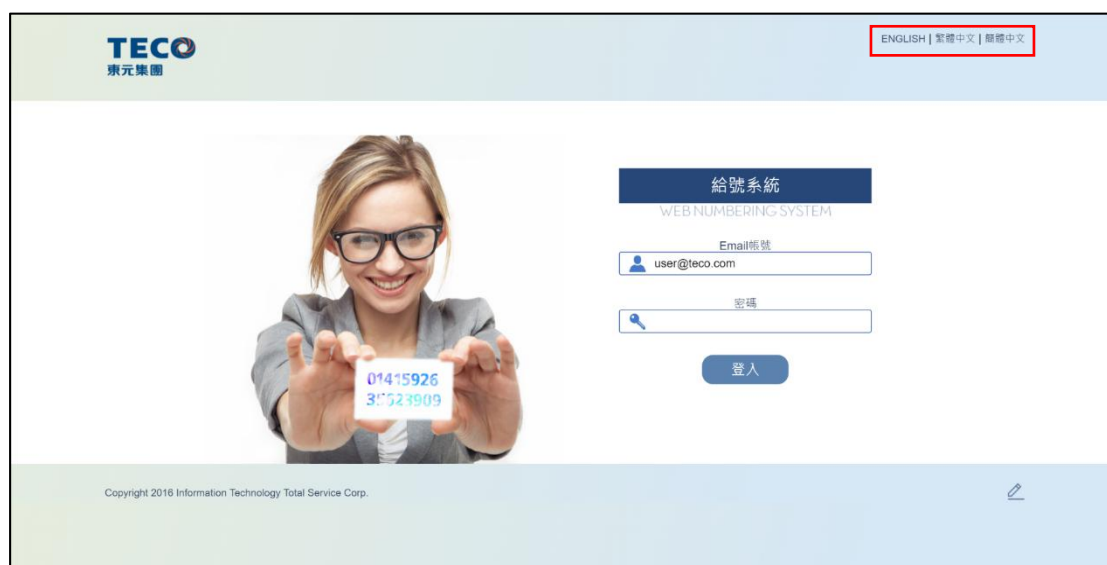 TECO
東元集團
ENGLISH | 繁體中文 | 簡體中文
給號系統
WEB NUMBERING SYSTEM
Email帳號
user@teco.com
密碼
登入
01415926
35623909
Copyright 2016 Information Technology Total Service Corp.